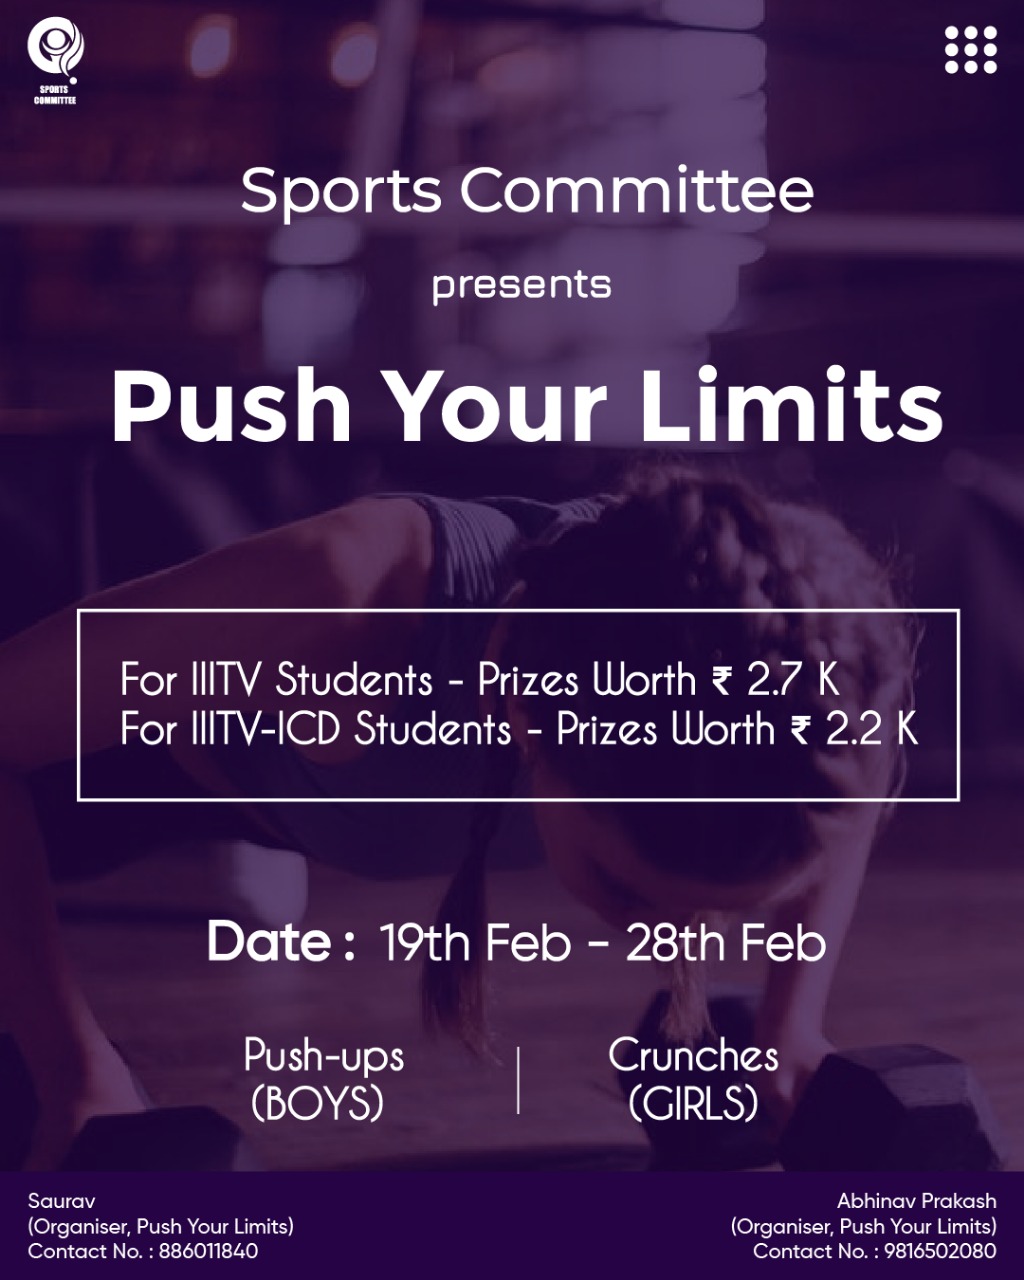 SPORTS
COMMITTEE
Sports Committee
presents
Push Your Limits
For IIITV Students - Prizes Worth ₹ 2.7 K
For IIITV-ICD Students - Prizes Worth ₹ 2.2 K
Date : 19th Feb - 28th Feb
Push-ups
(BOYS)
Crunches
(GIRLS)
Saurav
(Organiser, Push Your Limits)
Contact No. : 886011840
Abhinav Prakash
(Organiser, Push Your Limits)
Contact No. : 9816502080